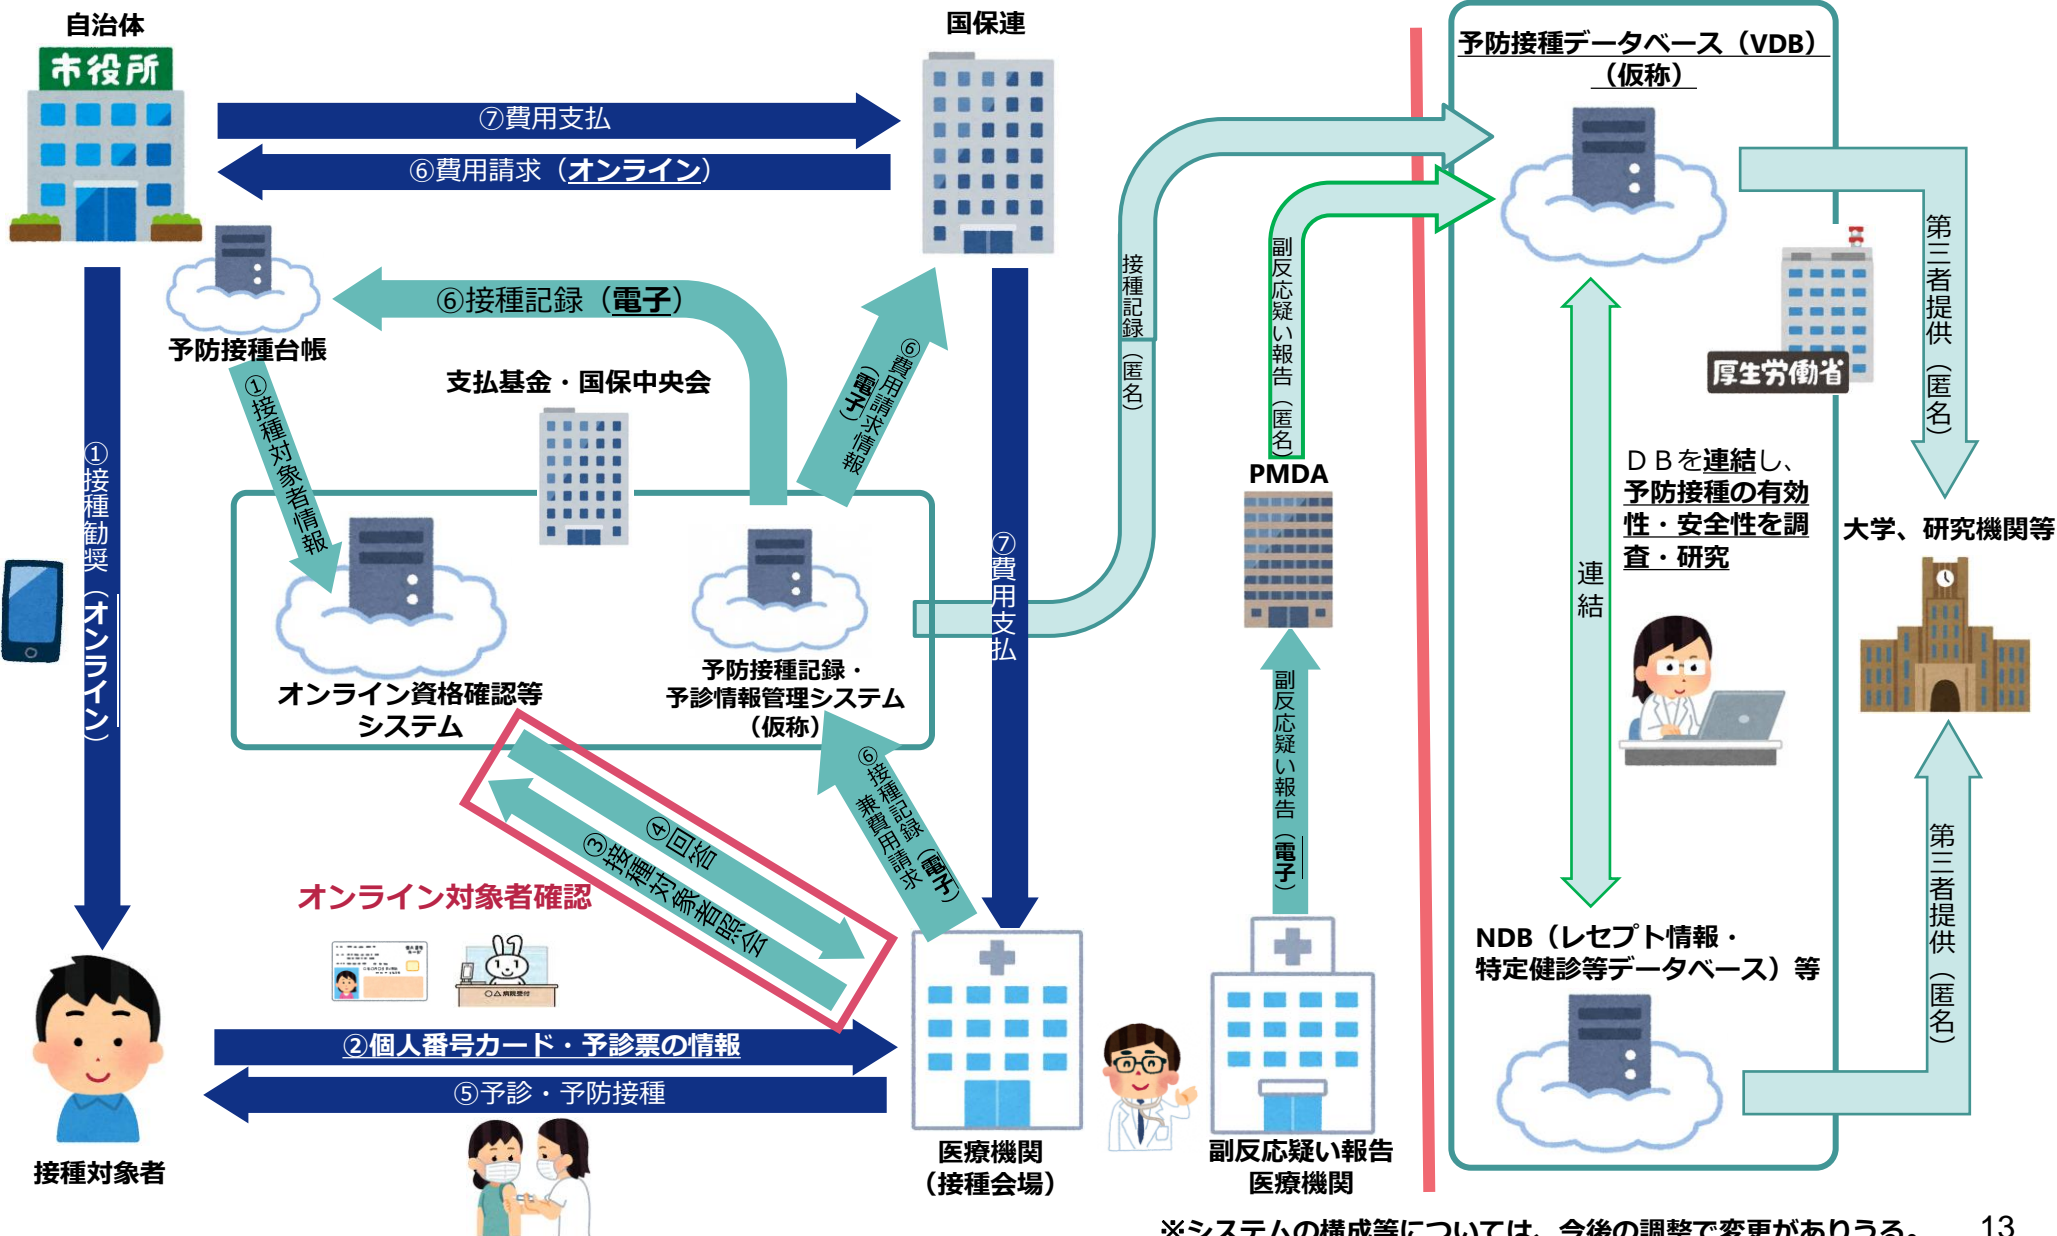 自治体
市役所
国保連
⑦費用支払
⑥費用請求（オンライン）
⑥接種記録（電子）
予防接種台帳
①接種対象者情報
①接種勧奨（オンライン）
支払基金・国保中央会
⑥費用請求情報
（電子）
オンライン資格確認等
システム
予防接種記録・
予診情報管理システム
（仮称）
⑦費用支払
接種記録（匿名）
副反応疑い報告（匿名）
PMDA
副反応疑い報告（電子）
④回答
③接種対象者照会
⑥接種記録（電子）
兼費用請求
オンライン対象者確認
○△病院受付
②個人番号カード・予診票の情報
⑤予診・予防接種
接種対象者
医療機関
（接種会場）
副反応疑い報告
医療機関
予防接種データベース（VDB）
（仮称）
厚生労働省
第三者提供（匿名）
連結
ＤＢを連結し、
予防接種の有効
性・安全性を調
査・研究
大学、研究機関等
NDB（レセプト情報・
特定健診等データベース）等
第三者提供（匿名）
※システムの構成等については、今後の調整で変更がありうる。
13